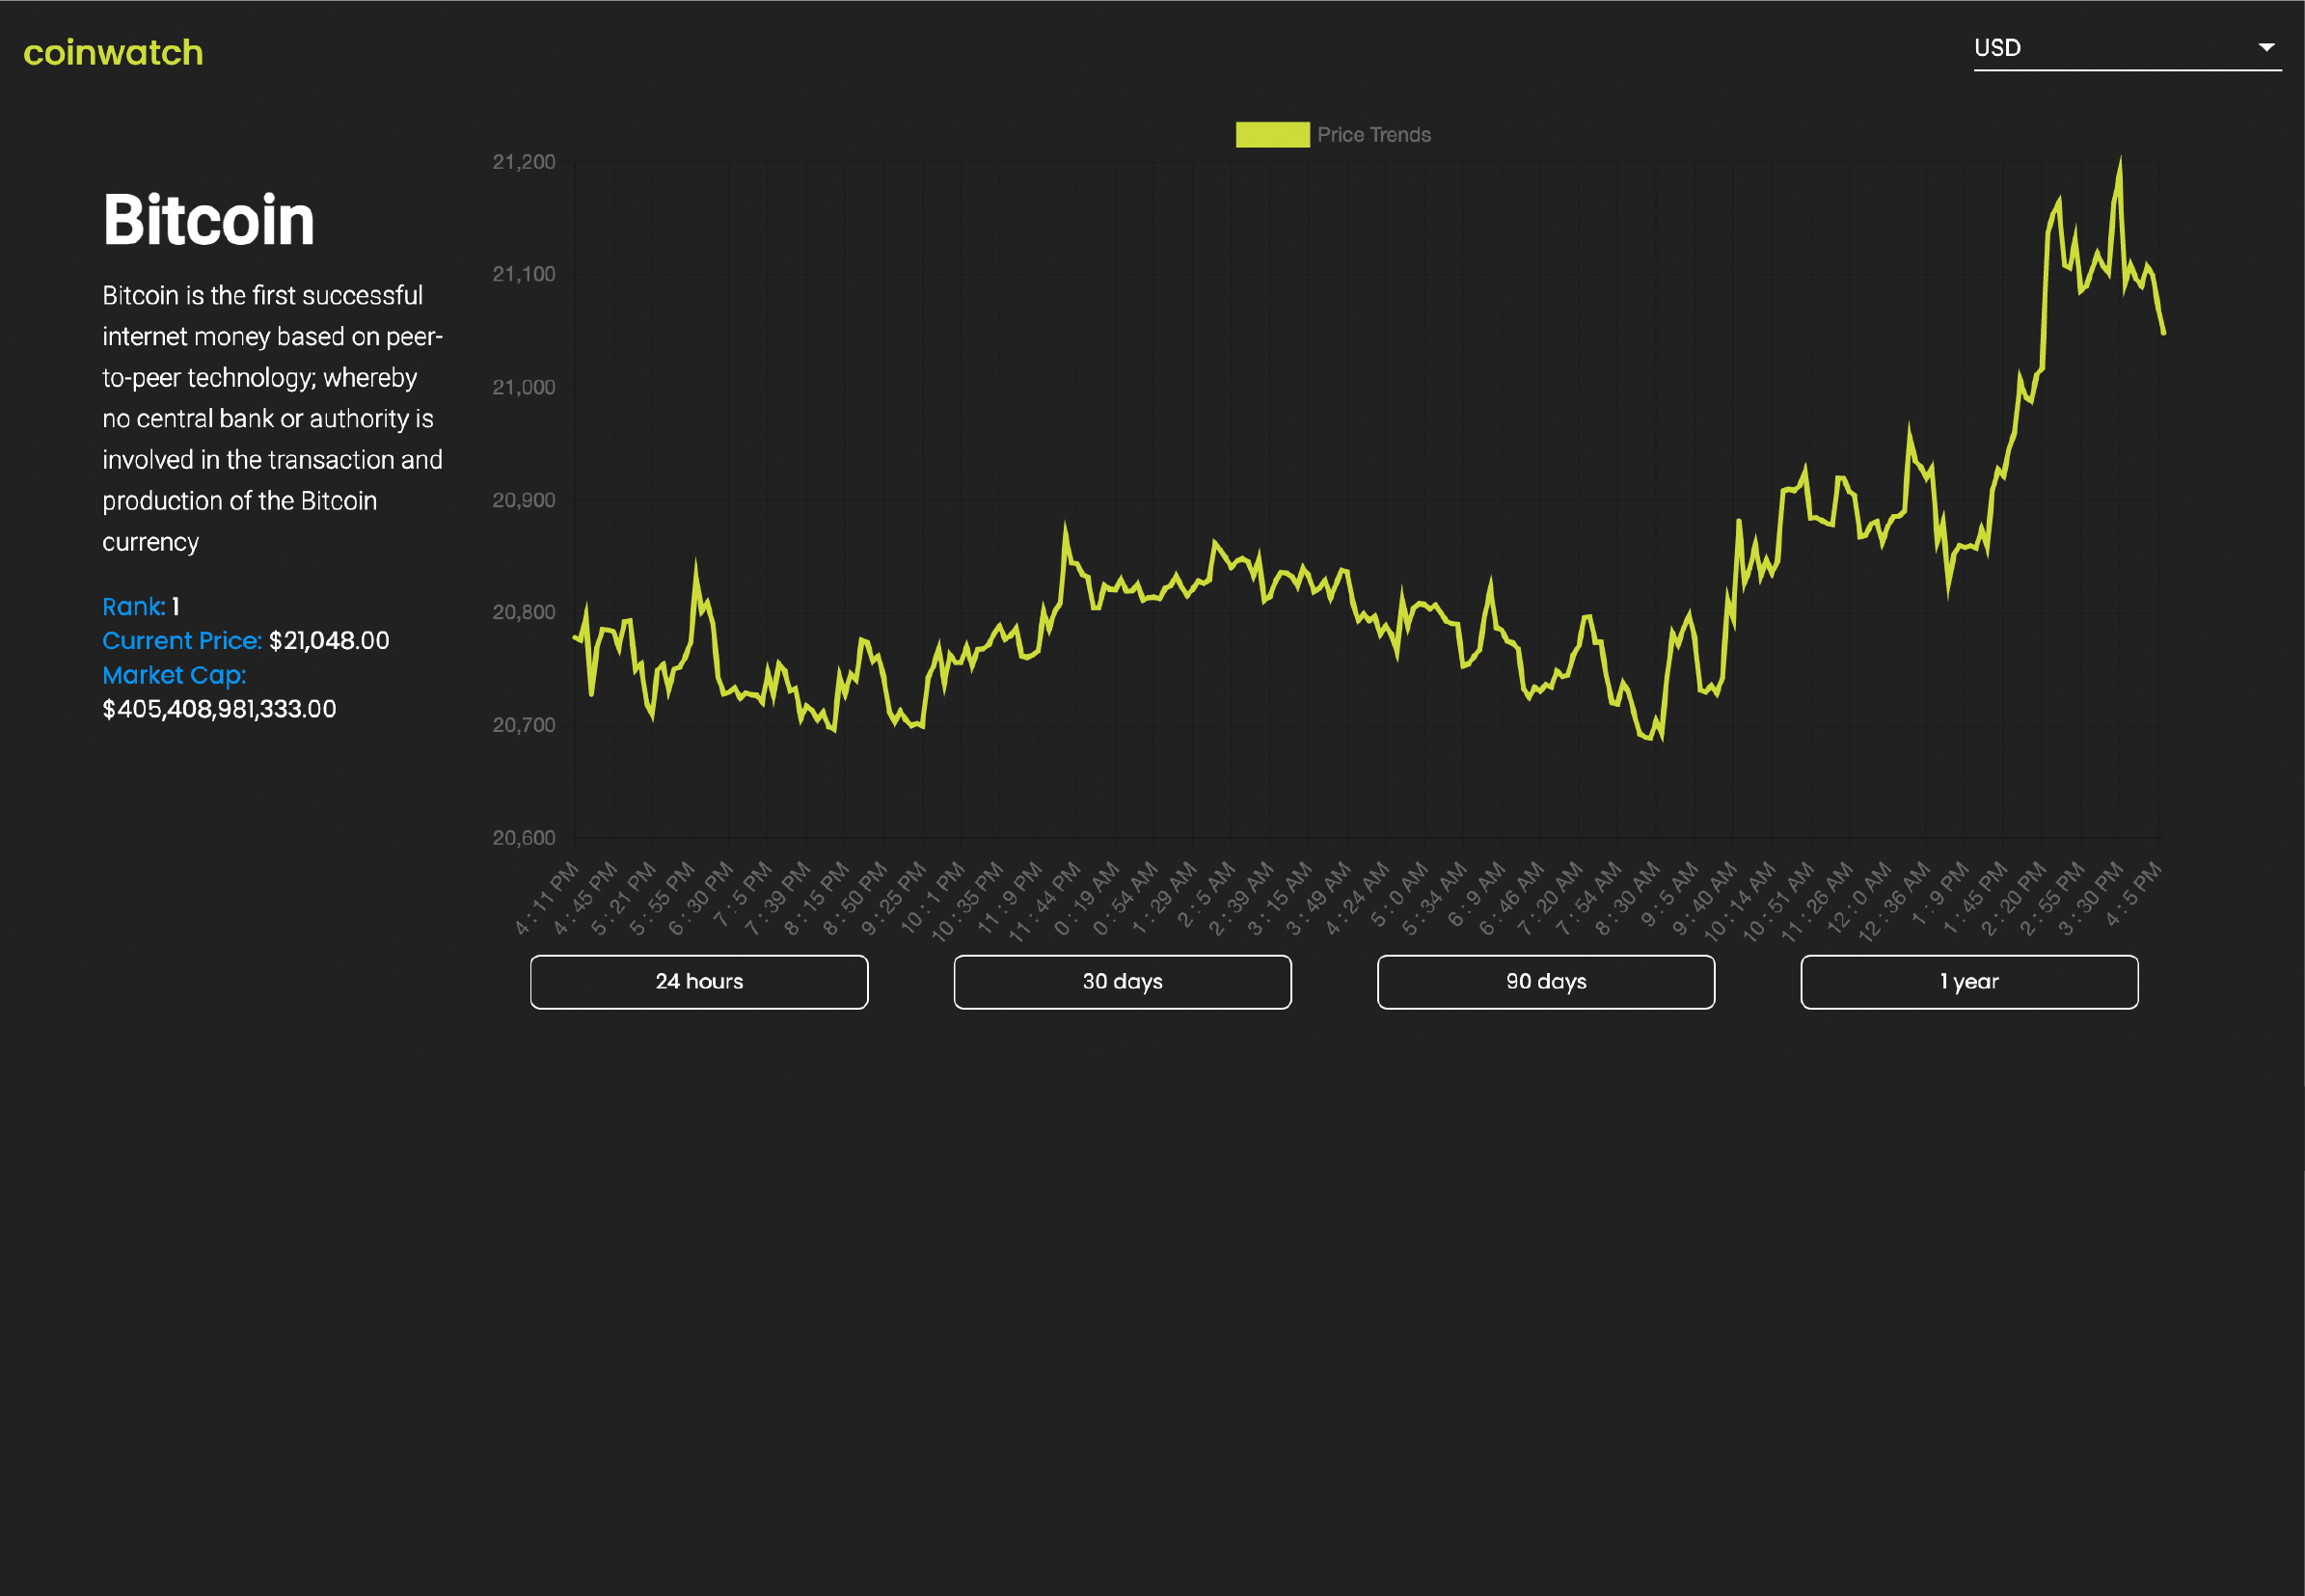 coinwatch
USD
Price Trends
Bitcoin
Bitcoin is the first successful
internet money based on peer-
to-peer technology; whereby
no central bank or authority is
involved in the transaction and
production of the Bitcoin
currency
Rank: 1
Current Price: $21,048.00
Market Cap:
$405,408,981,333.00
21,200
21,100
21,000
20,900
20,800
20,700
20,600
4 : 11 PM
4 : 45 PM
5 : 21 PM
5 : 55 PM
6 : 30 PM
7 : 5 PM
7 : 39 PM
8 : 15 PM
8 : 50 PM
9 : 25 PM
10 : 1 PM
10 : 35 PM
11 : 9 PM
11 : 44 PM
0 : 19 AM
0 : 54 AM
1 : 29 AM
2 : 5 AM
2 : 39 AM
3 : 15 AM
3 : 49 AM
4 : 24 AM
5 : 0 AM
5 : 34 AM
6 : 9 AM
6 : 46 AM
7 : 20 AM
7 : 54 AM
8 : 30 AM
9 : 5 AM
9 : 40 AM
10 : 14 AM
10 : 51 AM
11 : 26 AM
12 : 0 AM
12 : 36 AM
1 : 9 PM
1 : 45 PM
2 : 20 PM
2 : 55 PM
3 : 30 PM
4 : 5 PM
24 hours
30 days
90 days
1 year